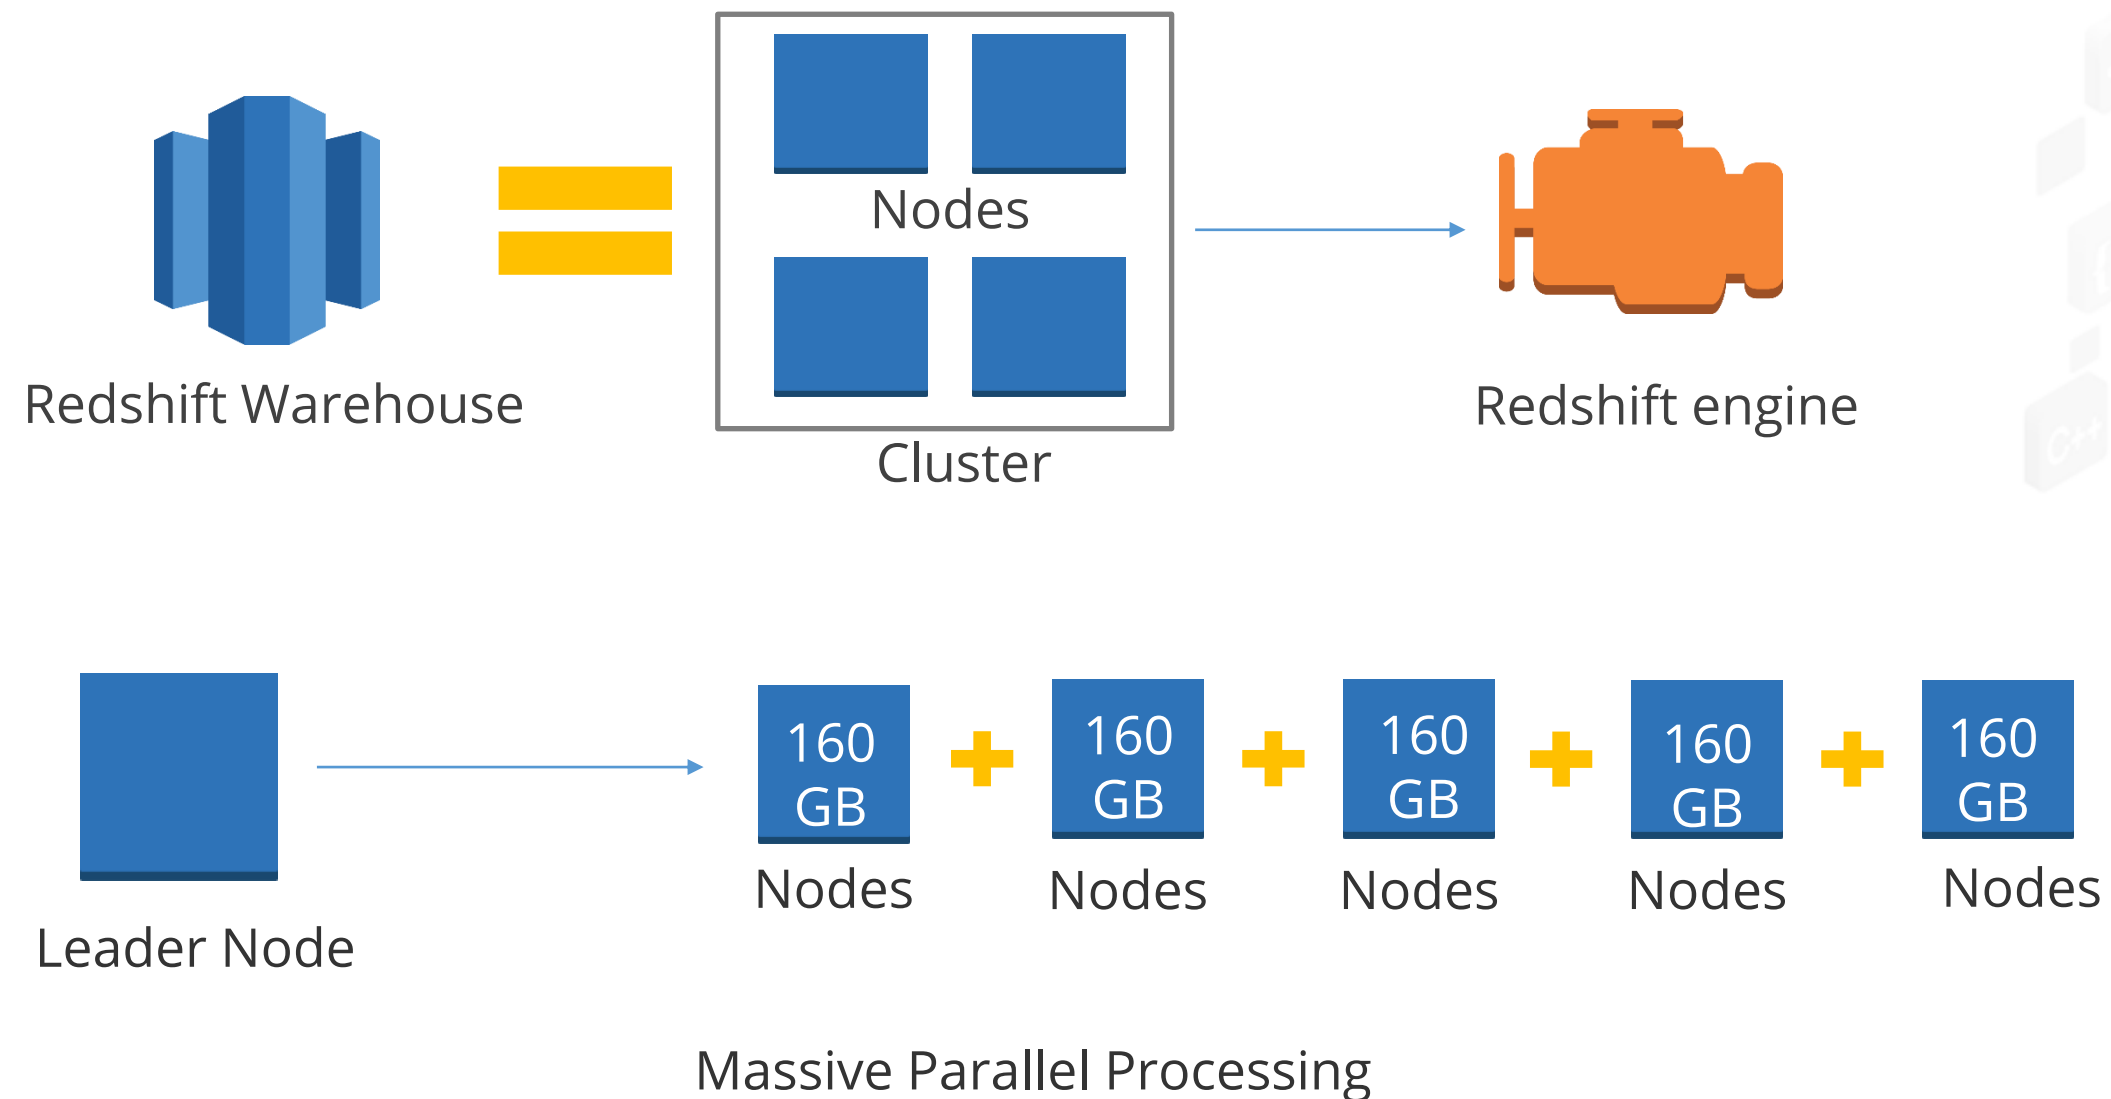 Nodes
Redshift Warehouse
Redshift engine
Cluster
160
GB
160
GB
160
GB
160
GB
160
GB
Nodes
Nodes
Nodes
Nodes
Nodes
Leader Node
Massive Parallel Processing
C++
{